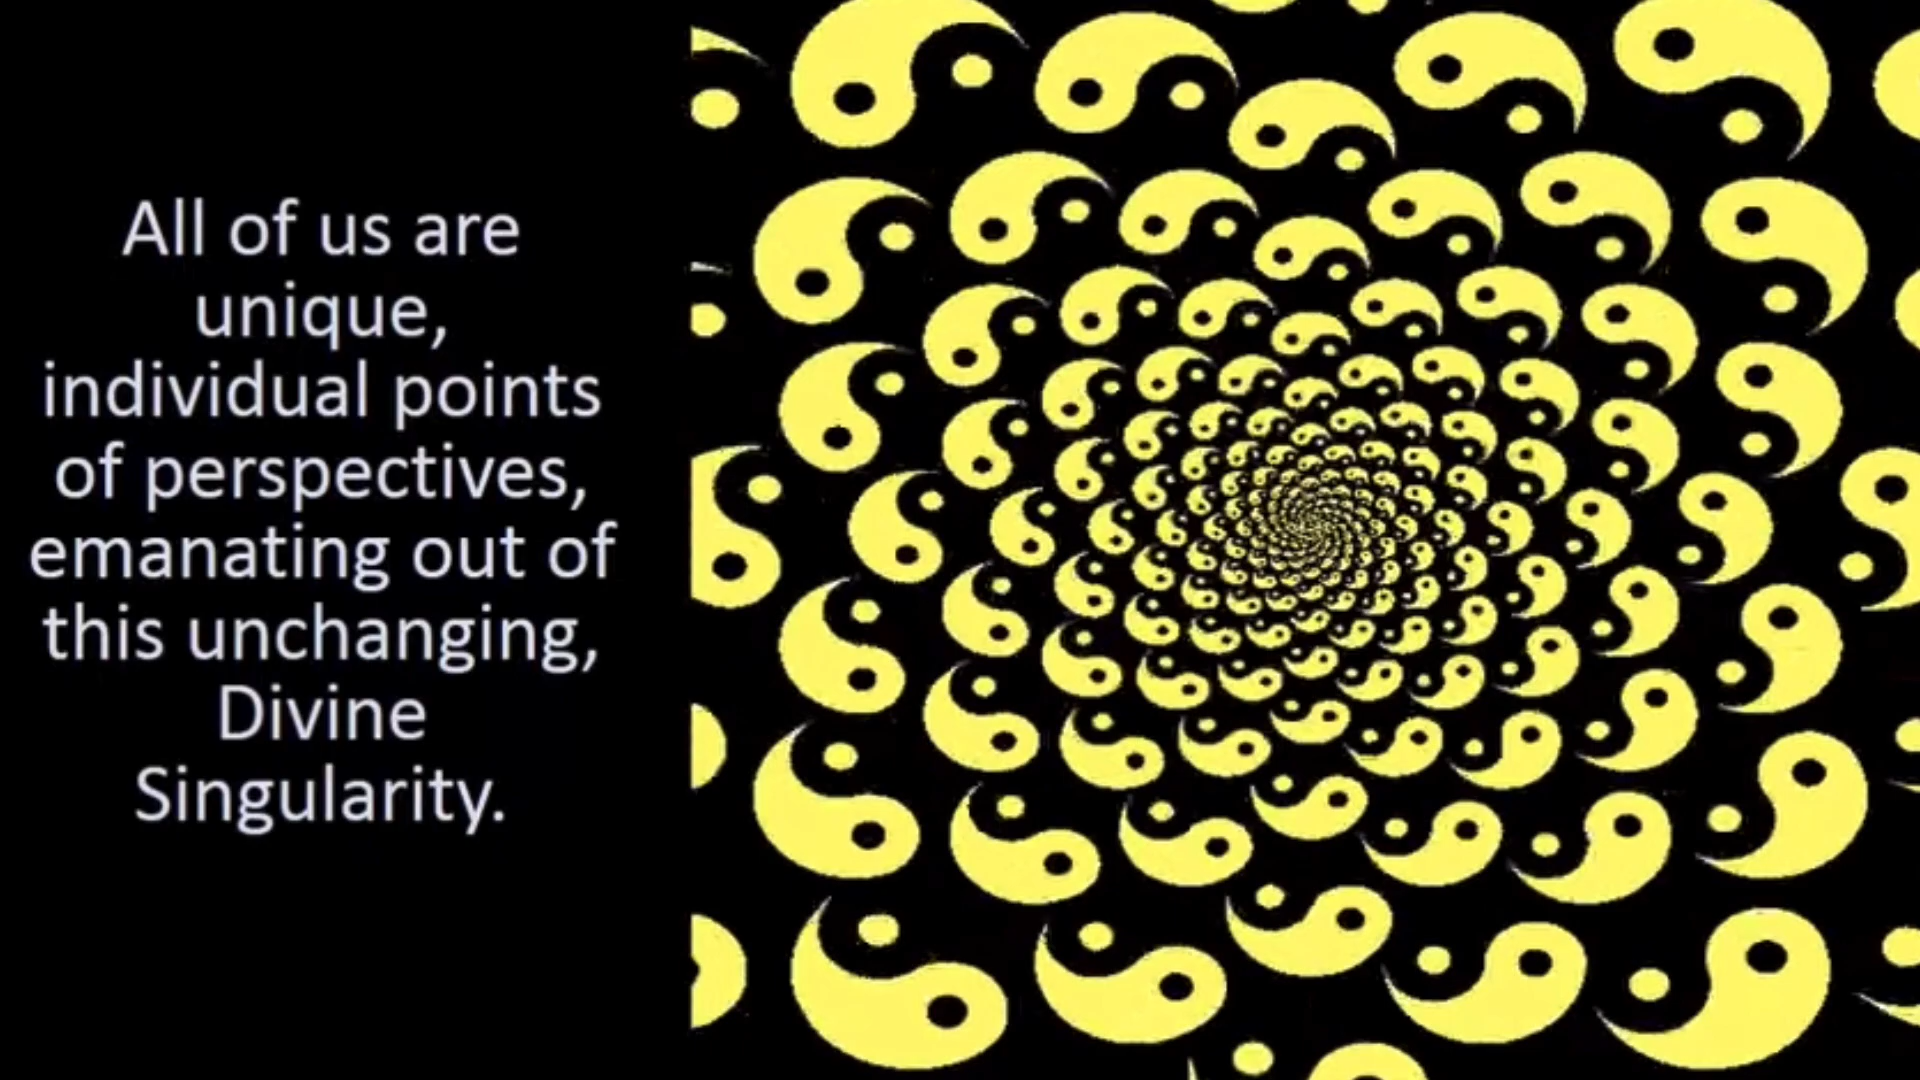 All of us are
unique,
individual points
of perspectives,
emanating out of
this unchanging,
Divine
Singularity.